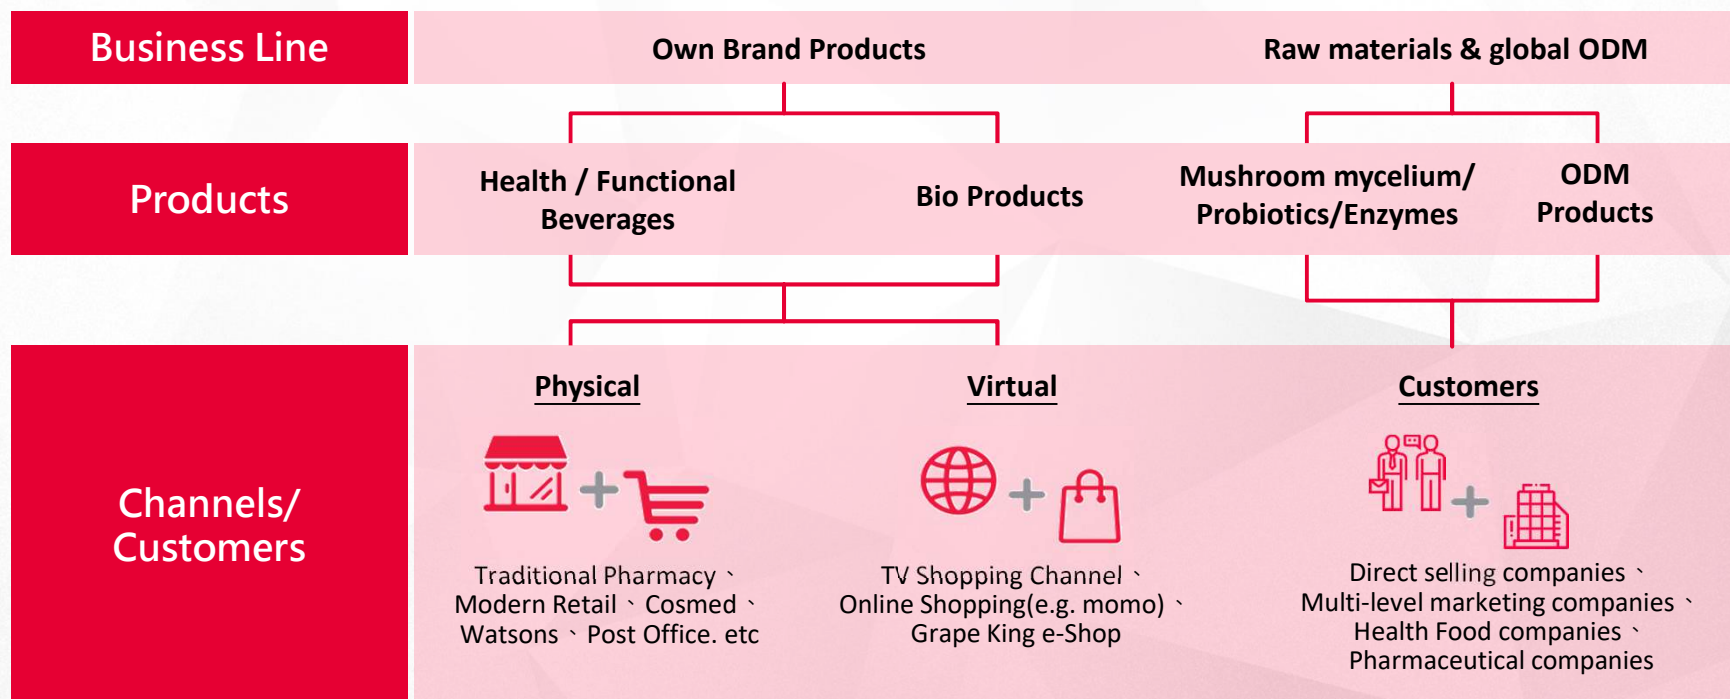 Business Line
Own Brand Products
Raw materials & global ODM
Products
Health / Functional
Beverages
Bio Products
Mushroom mycelium/
Probiotics/Enzymes
ODM
Products
Channels/
Customers
Physical
Traditional Pharmacy、
Modern Retail、Cosmed、
Watsons、Post Office. etc
Virtual
TV Shopping Channel、
Online Shopping(e.g. momo)、
Grape King e-Shop
Customers
Direct selling companies、
Multi-level marketing companies、
Health Food companies、
Pharmaceutical companies